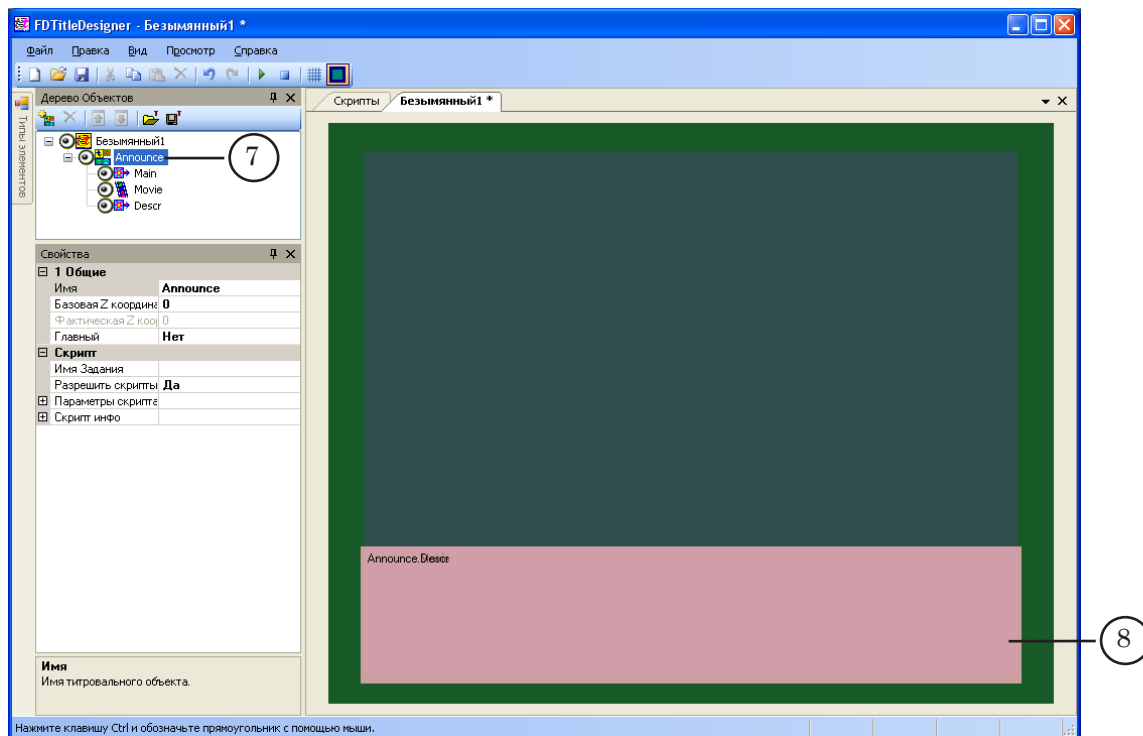 FDTitleDesigner - Безымянный1 *
Файл Правка Вид Просмотр Справка
Дерево Объектов
Скрипты Безымянный1 *
Типы элементов
Безымянный1
Announce
7
Main
Movie
Descr
Свойства
1 Общие
Имя Announce
Базовая Z координа 0
Фактическая Z коор 0
Главный Нет
Скрипт
Имя Задания
Разрешить скрипты Да
Параметры скрипта
Скрипт инфо
Announce.
8
Имя
Имя титровального объекта.
Нажмите клавишу Ctrl и обозначьте прямоугольник с помощью мыши.